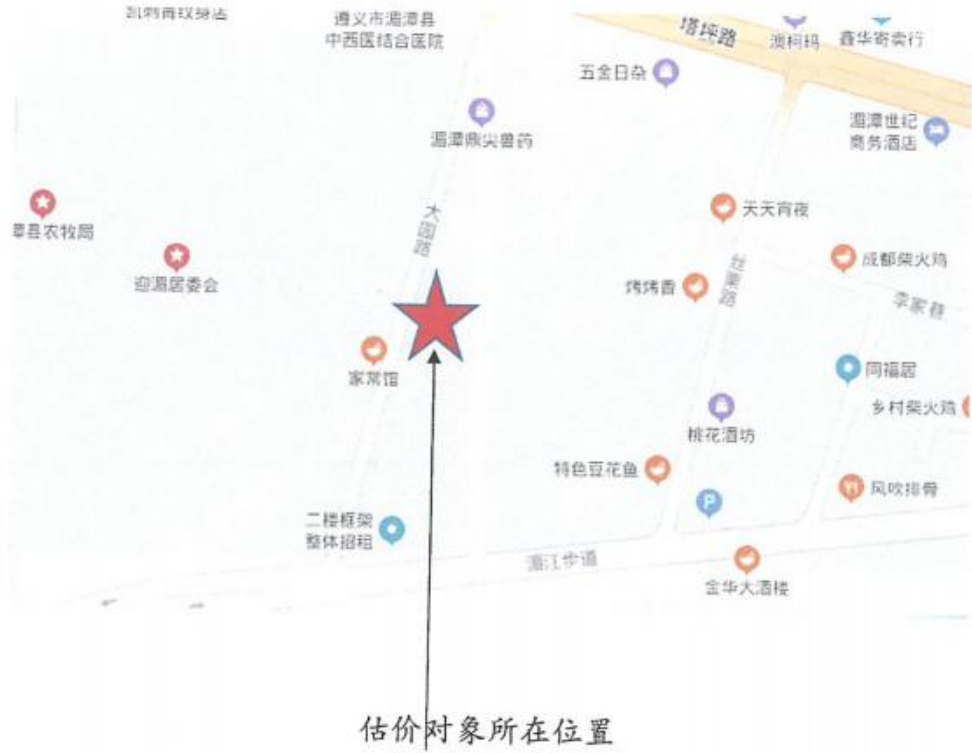 遵义市湄潭县
中西医结合医院
塔坪路
澳柯玛
鑫华寄卖行
五金日杂
湄潭鼎尖兽药
湄潭世纪
商务酒店
潭县农牧局
迎湄居委会
大园路
天天宵夜
丝栗路
成都柴火鸡
烤烤香
李家巷
家常馆
同福居
乡村柴火鸡
桃花酒坊
特色豆花鱼
P
风吹排骨
二楼框架
整体招租
湄江步道
金华大酒楼
估价对象所在位置